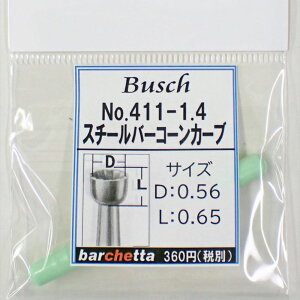 Busch
No.411-1.4
スチールバーコーンカーブ
D
L
サイズ
D:0.56
L:0.65
barchetta 360円(税別)